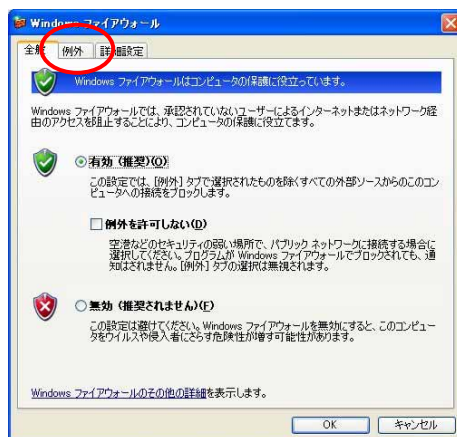 Windows ファイアウォール
全般 例外 詳細設定
Windows ファイアウォールはコンピュータの保護に役立っています。
Windows ファイアウォールでは、承認されていないユーザーによるインターネットまたはネットワーク経
由のアクセスを阻止することにより、コンピュータの保護に役立てます。
有効 (推奨)(O)
この設定では、[例外] タブで選択されたものを除くすべての外部ソースからのこのコン
ピュータへの接続をブロックします。
例外を許可しない(D)
空港などのセキュリティの弱い場所で、パブリック ネットワークに接続する場合に
選択してください。プログラムが Windows ファイアウォールでブロックされても、通
知はされません。[例外] タブの選択は無視されます。
無効 (推奨されません)(F)
この設定は避けてください。Windows ファイアウォールを無効にすると、このコンピュー
タをウイルスや侵入者にさらす危険性が増す可能性があります。
Windows ファイアウォールのその他の詳細を表示します。
OK キャンセル